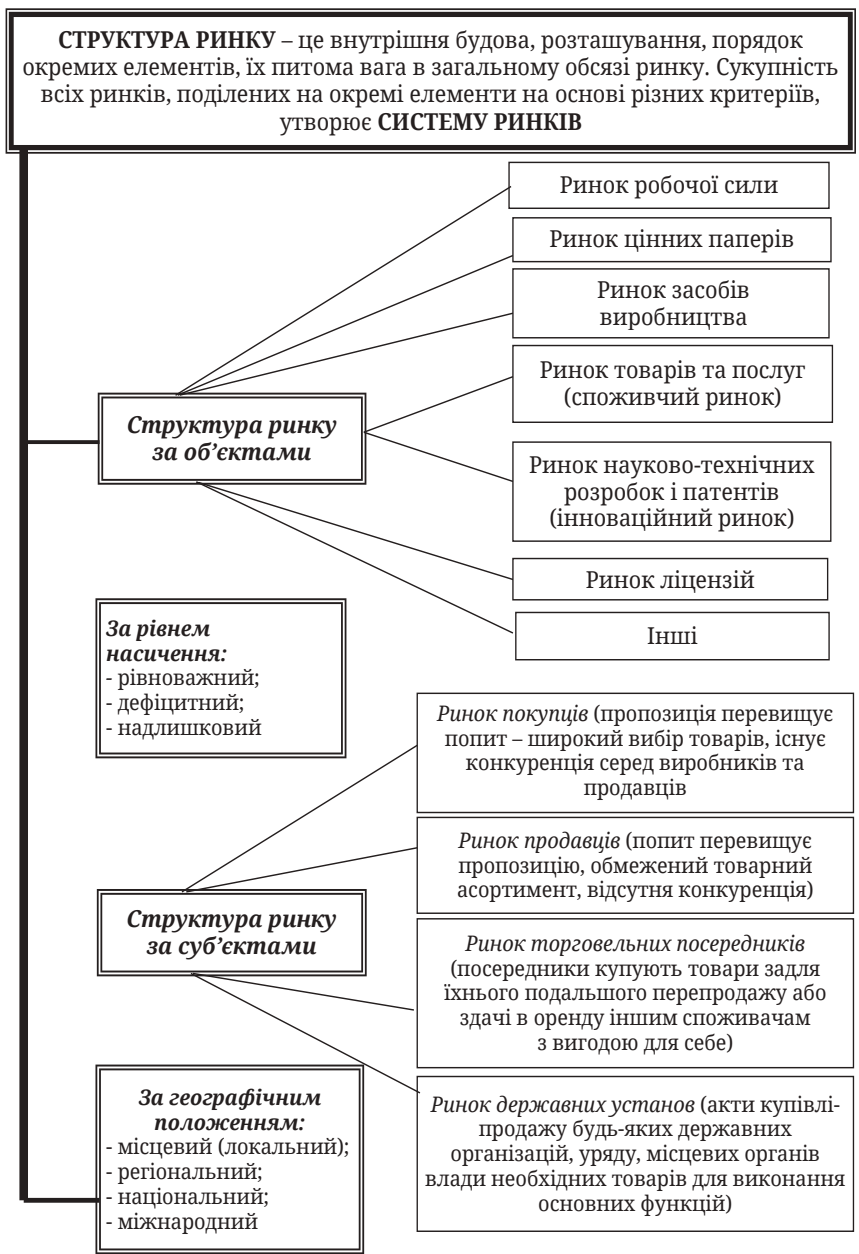 СТРУКТУРА РИНКУ – це внутрішня будова, розташування, порядок
окремих елементів, їх питома вага в загальному обсязі ринку. Сукупність
всіх ринків, поділених на окремі елементи на основі різних критеріїв,
утворює СИСТЕМУ РИНКІВ
Структура ринку
за об’єктами
Ринок робочої сили
Ринок цінних паперів
Ринок засобів
виробництва
Ринок товарів та послуг
(споживчий ринок)
Ринок науково-технічних
розробок і патентів
(інноваційний ринок)
Ринок ліцензій
Інші
За рівнем
насичення:
- рівноважний;
- дефіцитний;
- надлишковий
Структура ринку
за суб’єктами
Ринок покупців (пропозиція перевищує
попит – широкий вибір товарів, існує
конкуренція серед виробників та
продавців
Ринок продавців (попит перевищує
пропозицію, обмежений товарний
асортимент, відсутня конкуренція)
Ринок торговельних посередників
(посередники купують товари задля
їхнього подальшого перепродажу або
здачі в оренду іншим споживачам
з вигодою для себе)
Ринок державних установ (акти купівлі-
продажу будь-яких державних
організацій, уряду, місцевих органів
влади необхідних товарів для виконання
основних функцій)
За географічним
положенням:
- місцевий (локальний);
- регіональний;
- національний;
- міжнародний